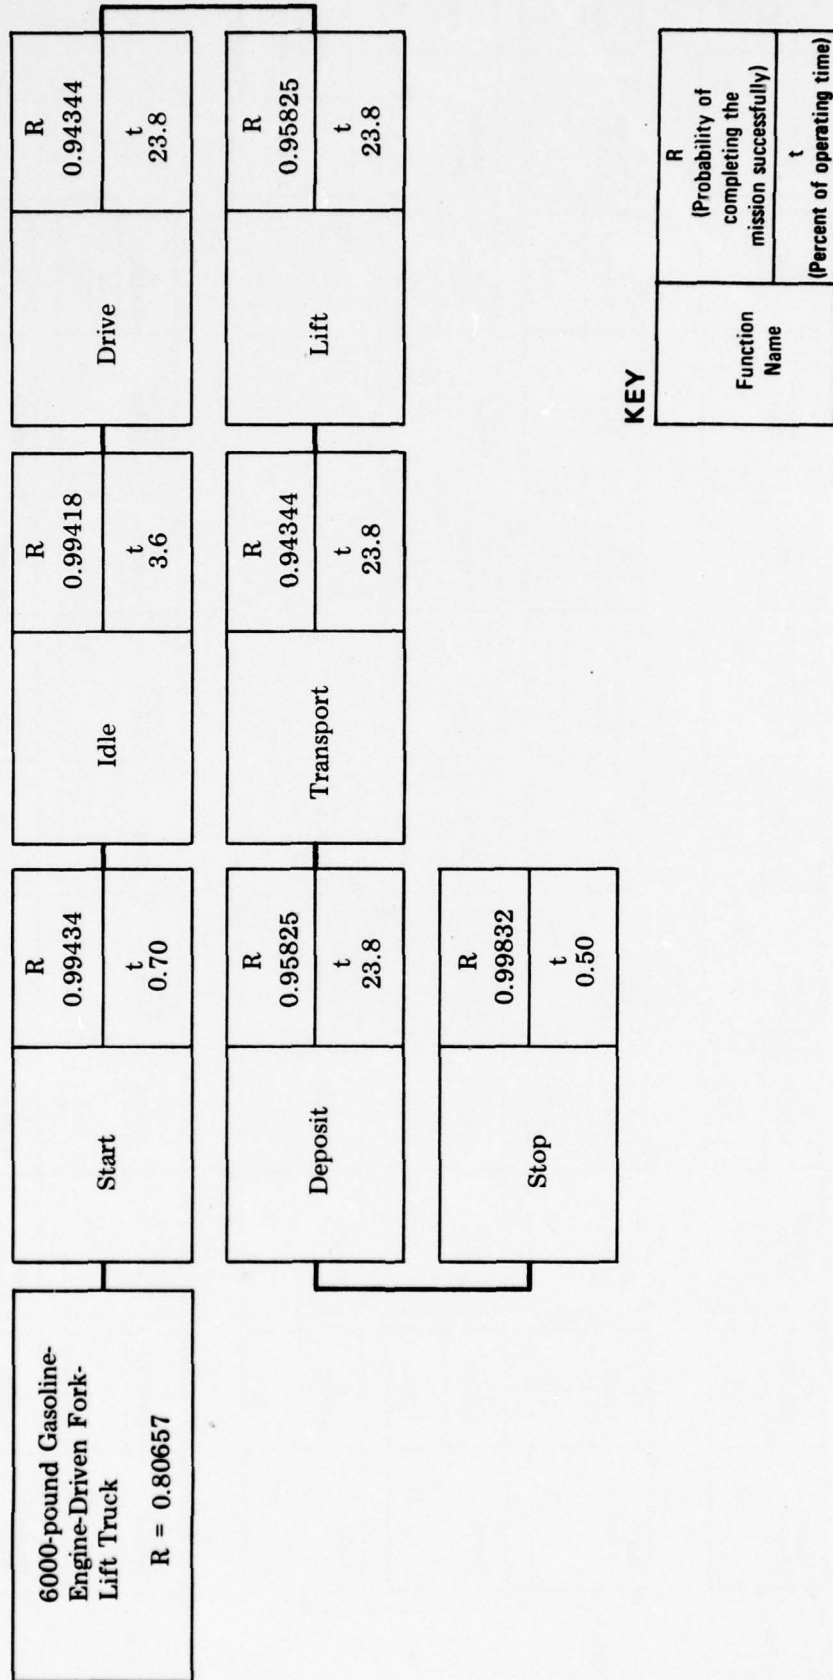 6000-pound Gasoline-
Engine-Driven Fork-
Lift Truck
R = 0.80657
Start
R
0.99434
t
0.70
Idle
R
0.99418
t
3.6
Drive
R
0.94344
t
23.8
Deposit
R
0.95825
t
23.8
Transport
R
0.94344
t
23.8
Lift
R
0.95825
t
23.8
Stop
R
0.99832
t
0.50
KEY
Function
Name
R
(Probability of
completing the
mission successfully)
t
(Percent of operating time)